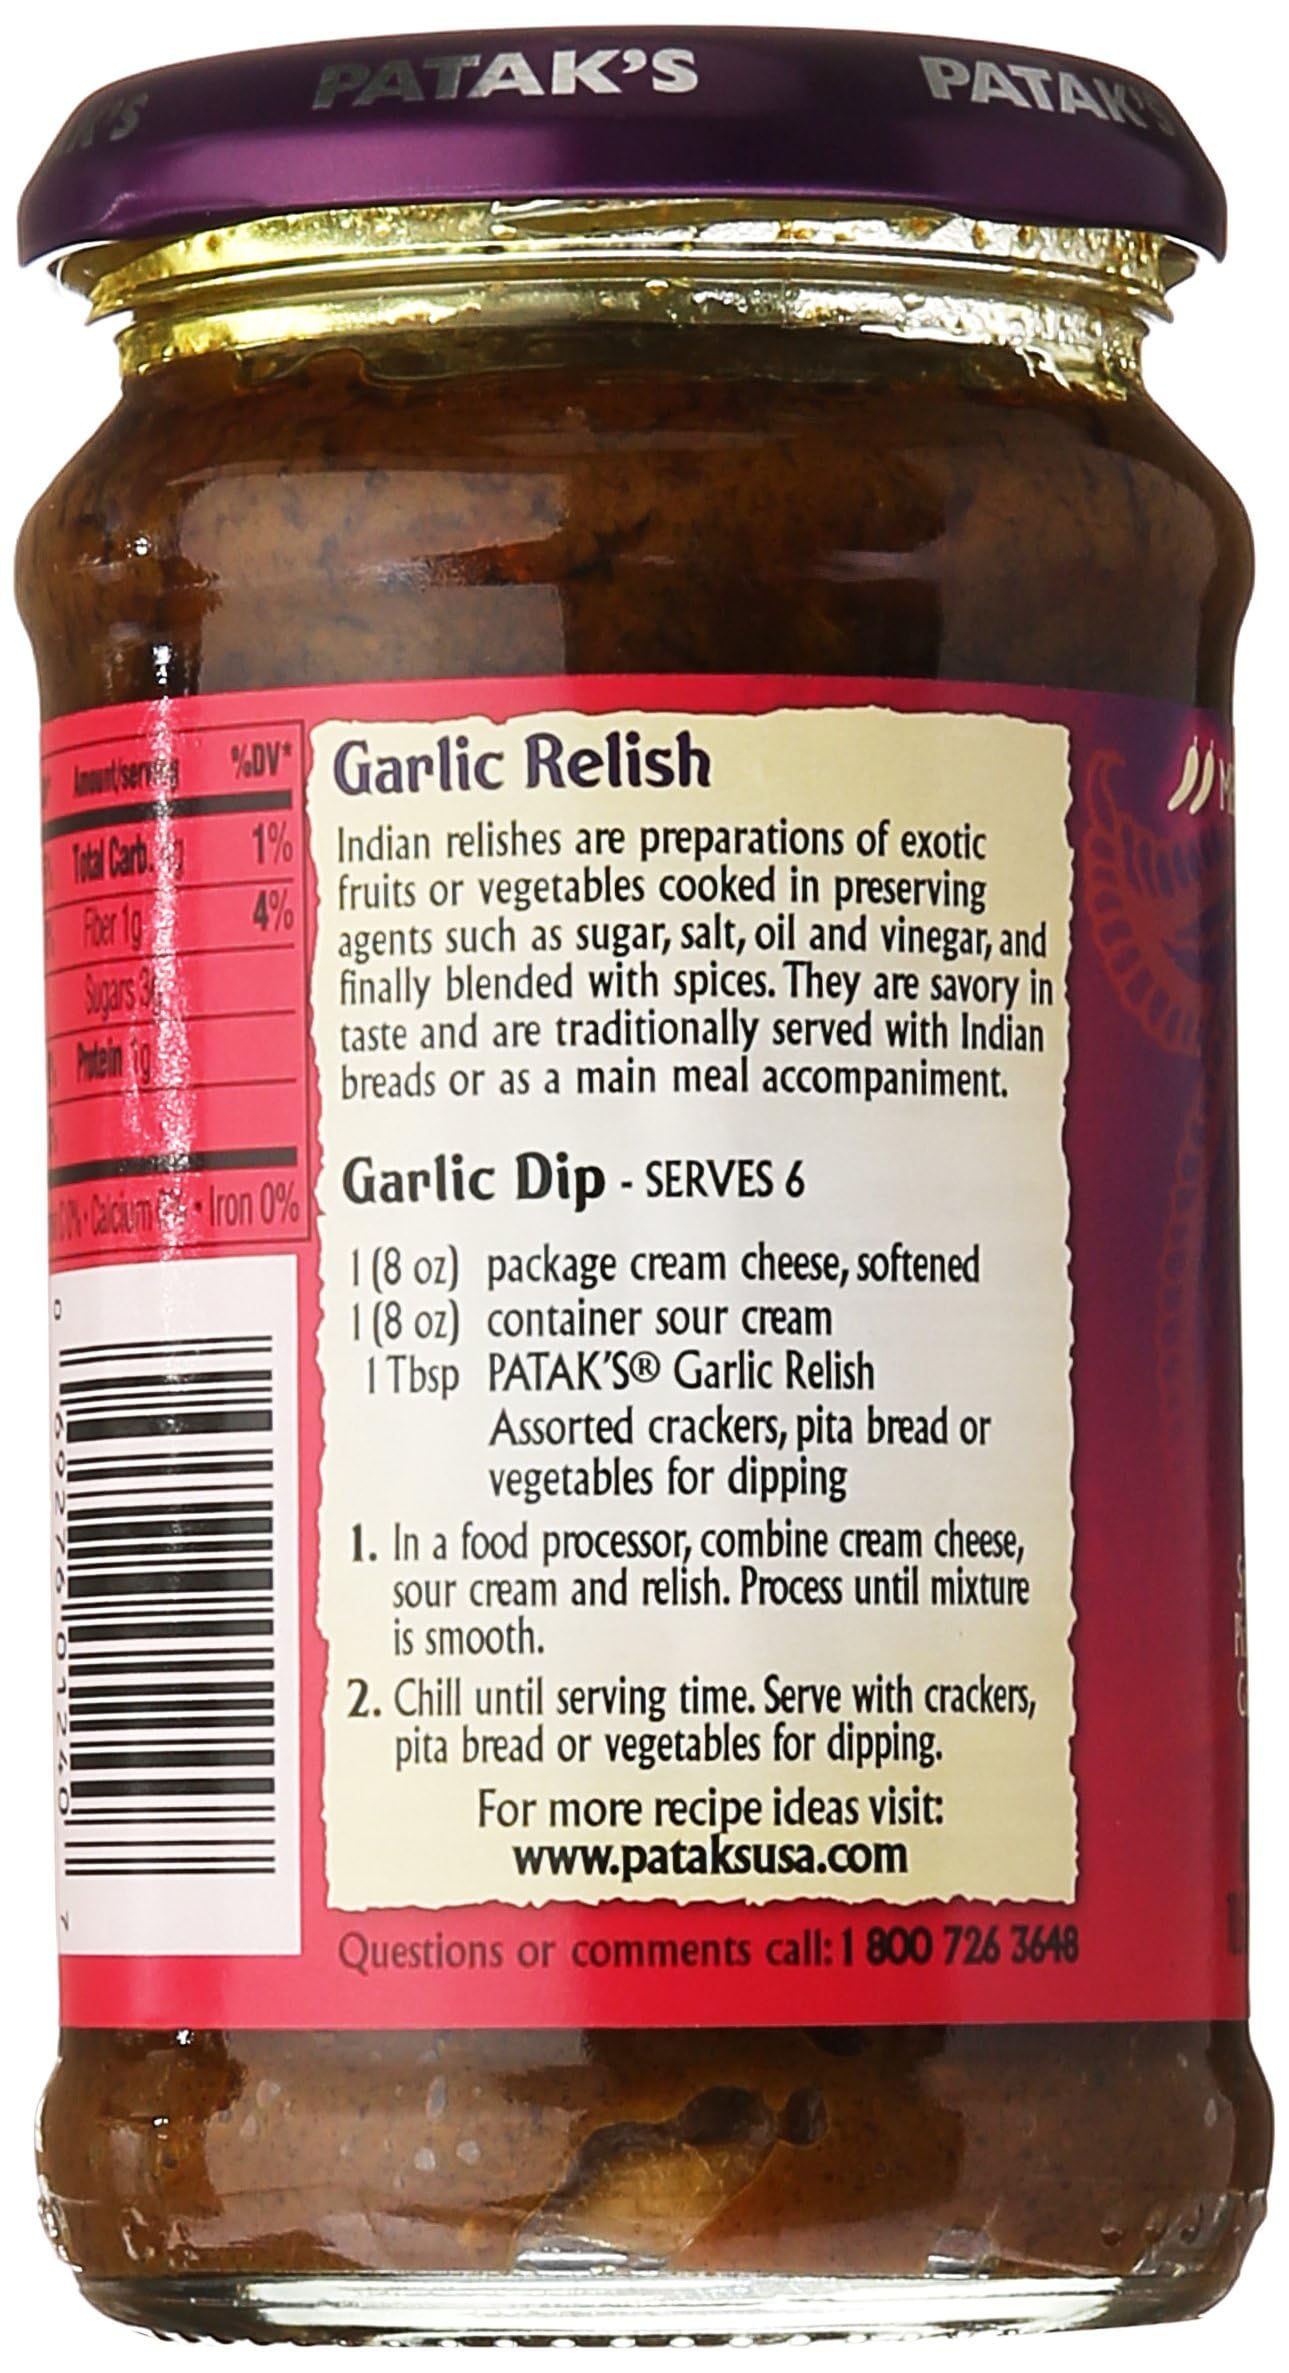 PATAK'S
PATAK'S
Amount/serving %DV*
Total Carb. 1%
Fiber 1g 4%
Sugars 3g
Protein 1g
Calcium • Iron 0%
0 69276 01240 7
Garlic Relish
Indian relishes are preparations of exotic
fruits or vegetables cooked in preserving
agents such as sugar, salt, oil and vinegar, and
finally blended with spices. They are savory in
taste and are traditionally served with Indian
breads or as a main meal accompaniment.
Garlic Dip - SERVES 6
1 (8 oz) package cream cheese, softened
1 (8 oz) container sour cream
1 Tbsp PATAK'S® Garlic Relish
Assorted crackers, pita bread or
vegetables for dipping
1. In a food processor, combine cream cheese,
sour cream and relish. Process until mixture
is smooth.
2. Chill until serving time. Serve with crackers,
pita bread or vegetables for dipping.
For more recipe ideas visit:
www.pataksusa.com
Questions or comments call: 1 800 726 3648